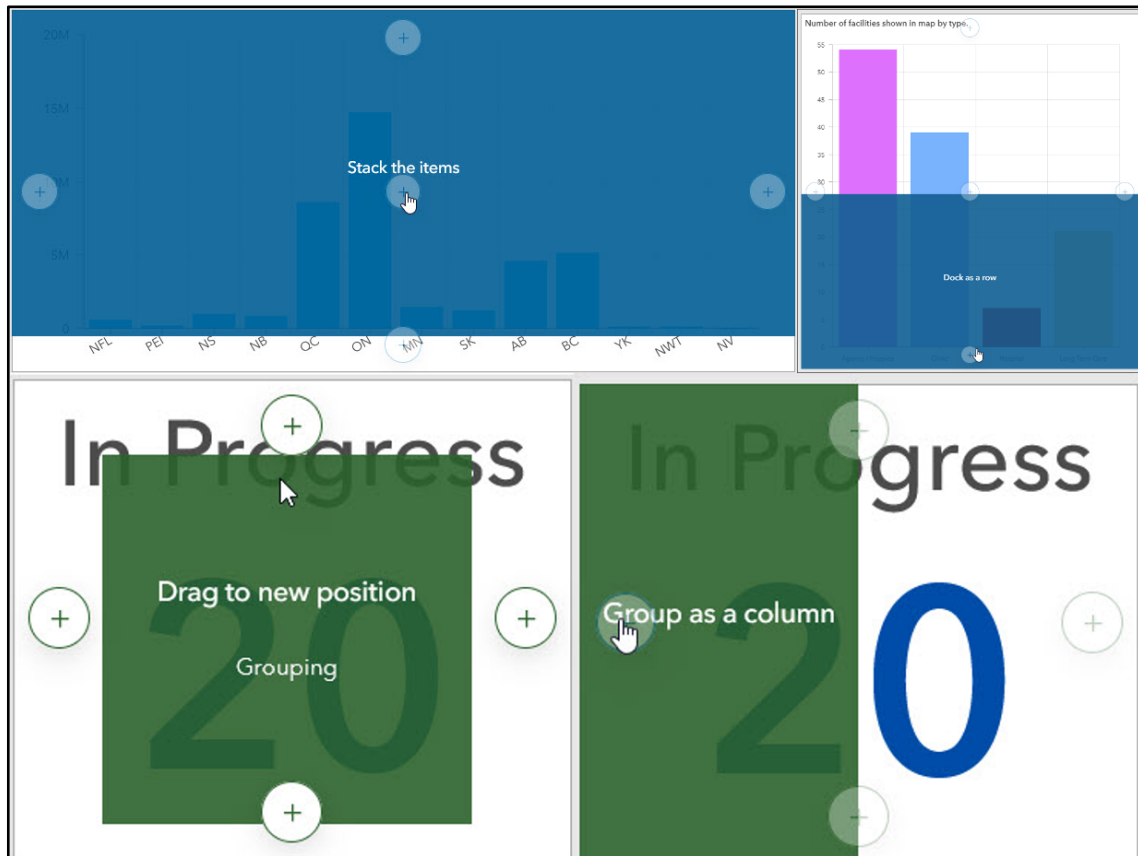 20M
15M
Stack the items
10M
5M
0
NFL PEI NS NB QC ON MN SK AB BC YK NWT NV
Number of facilities shown in map by type.
55
50
45
40
35
30
Dock as a row
In Progress
Drag to new position
20
Grouping
In Progress
Group as a column
20